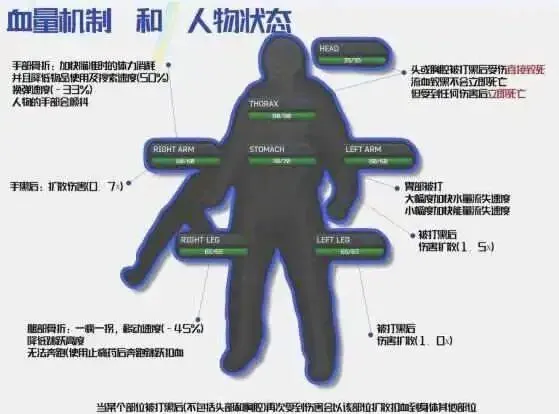 血量机制 和 人物状态
HEAD
35/35
手部骨折：加快瞄准时的体力消耗
并且降低物品使用及搜索速度(50%)
换弹速度(-33%)
人物的手部会颤抖
头或胸腔被打黑后受伤直接致死
流血致黑不会立即死亡
但受到任何伤害后立即死亡
THORAX
80/80
RIGHT ARM
60/60
STOMACH
70/70
LEFT ARM
60/60
手黑后：扩散伤害(0.7%)
胃部被打
大幅度加快水量流失速度
小幅度加快能量流失速度
被打黑后
伤害扩散(1.5%)
RIGHT LEG
65/65
LEFT LEG
65/65
腿部骨折：一瘸一拐，移动速度(-45%)
降低跳跃高度
无法奔跑(使用止痛药后奔跑跳跃扣血
被打黑后
伤害扩散(1.0%)
当某个部位被打黑后(不包括头部和胸腔)再次受到伤害会以该部位扩散扣血到身体其他部位